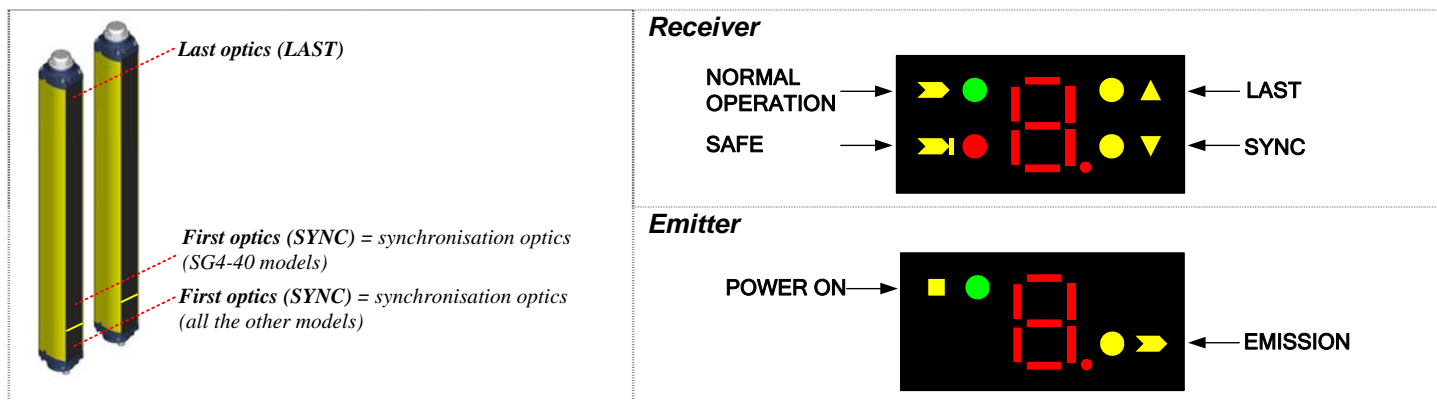 Last optics (LAST)
First optics (SYNC) = synchronisation optics
(SG4-40 models)
First optics (SYNC) = synchronisation optics
(all the other models)
Receiver
NORMAL
OPERATION
LAST
SAFE
SYNC
Emitter
POWER ON
EMISSION